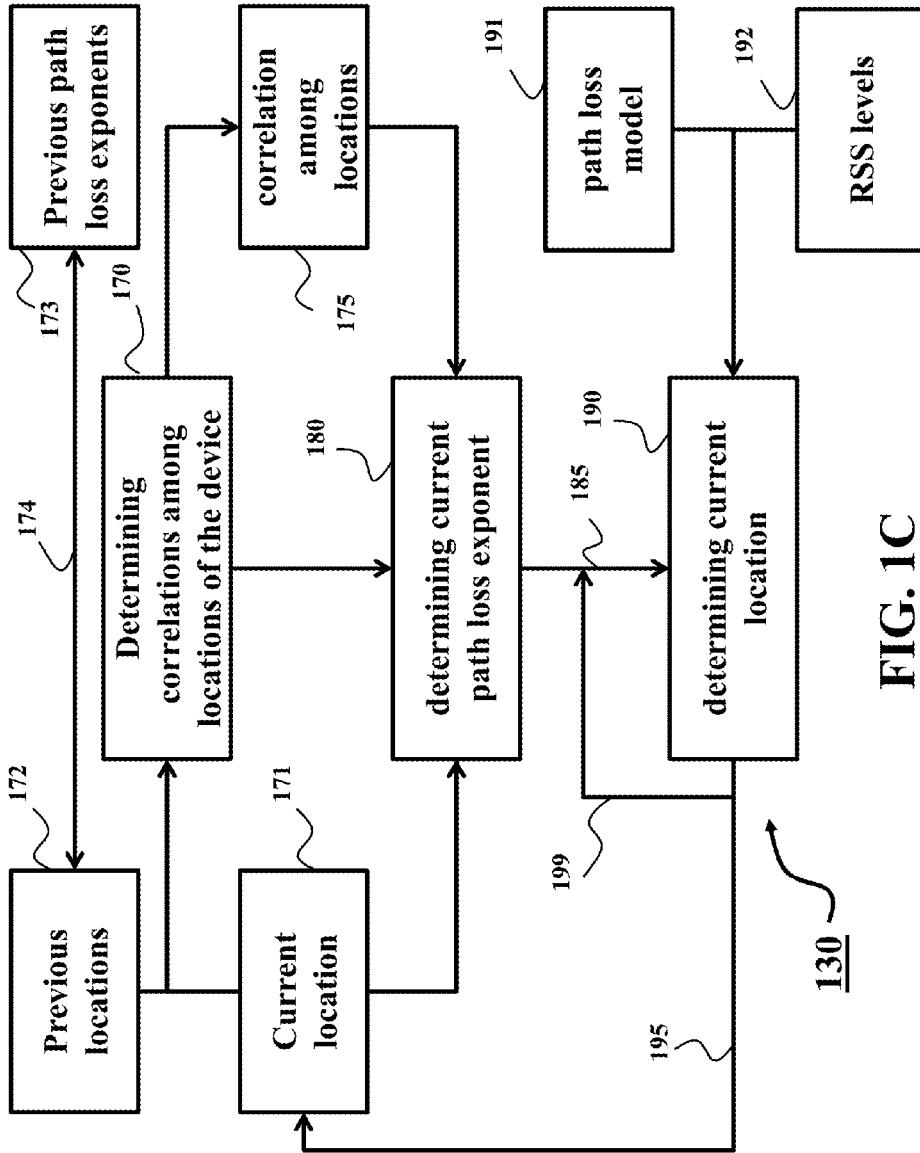 172
Previous
locations
174
173
Previous path
loss exponents
170
Determining
correlations among
locations of the device
171
Current
location
175
correlation
among
locations
180
determining current
path loss exponent
185
190
determining current
location
199
195
191
path loss
model
192
RSS levels
130
FIG. 1C